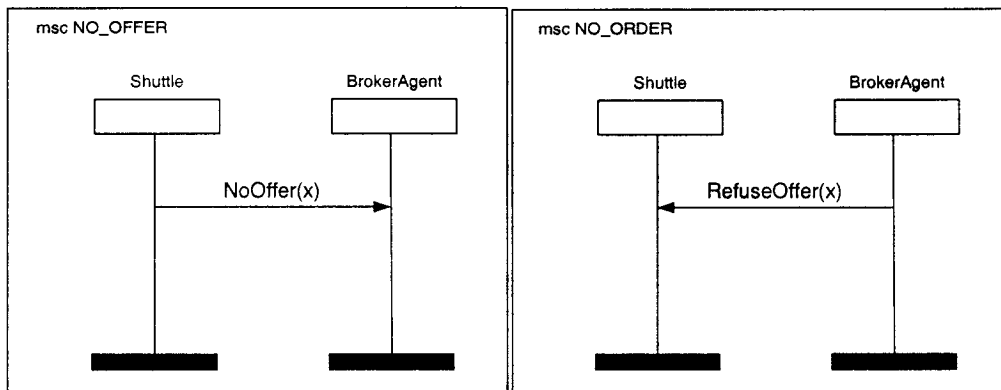 msc NO_OFFER
Shuttle
BrokerAgent
NoOffer(x)
msc NO_ORDER
Shuttle
BrokerAgent
RefuseOffer(x)